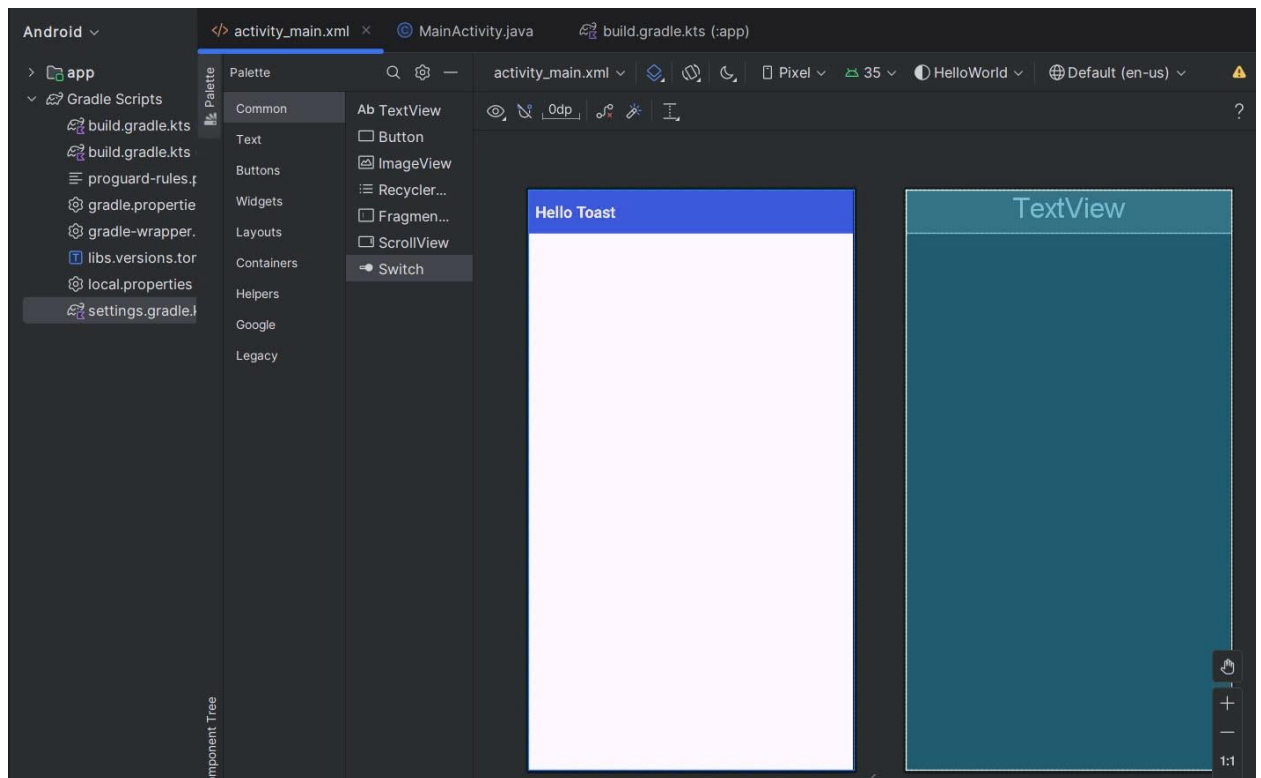 Android
activity_main.xml
MainActivity.java
build.gradle.kts (:app)
app
Gradle Scripts
build.gradle.kts
build.gradle.kts
proguard-rules.p
gradle.propertie
gradle-wrapper.
libs.versions.tor
local.properties
settings.gradle.k
Palette
Palette
Common
Text
Buttons
Widgets
Layouts
Containers
Helpers
Google
Legacy
Ab TextView
Button
ImageView
Recycler...
Fragmen...
ScrollView
Switch
activity_main.xml
Pixel
35
HelloWorld
Default (en-us)
0dp
?
Hello Toast
TextView
1:1
mponent Tree